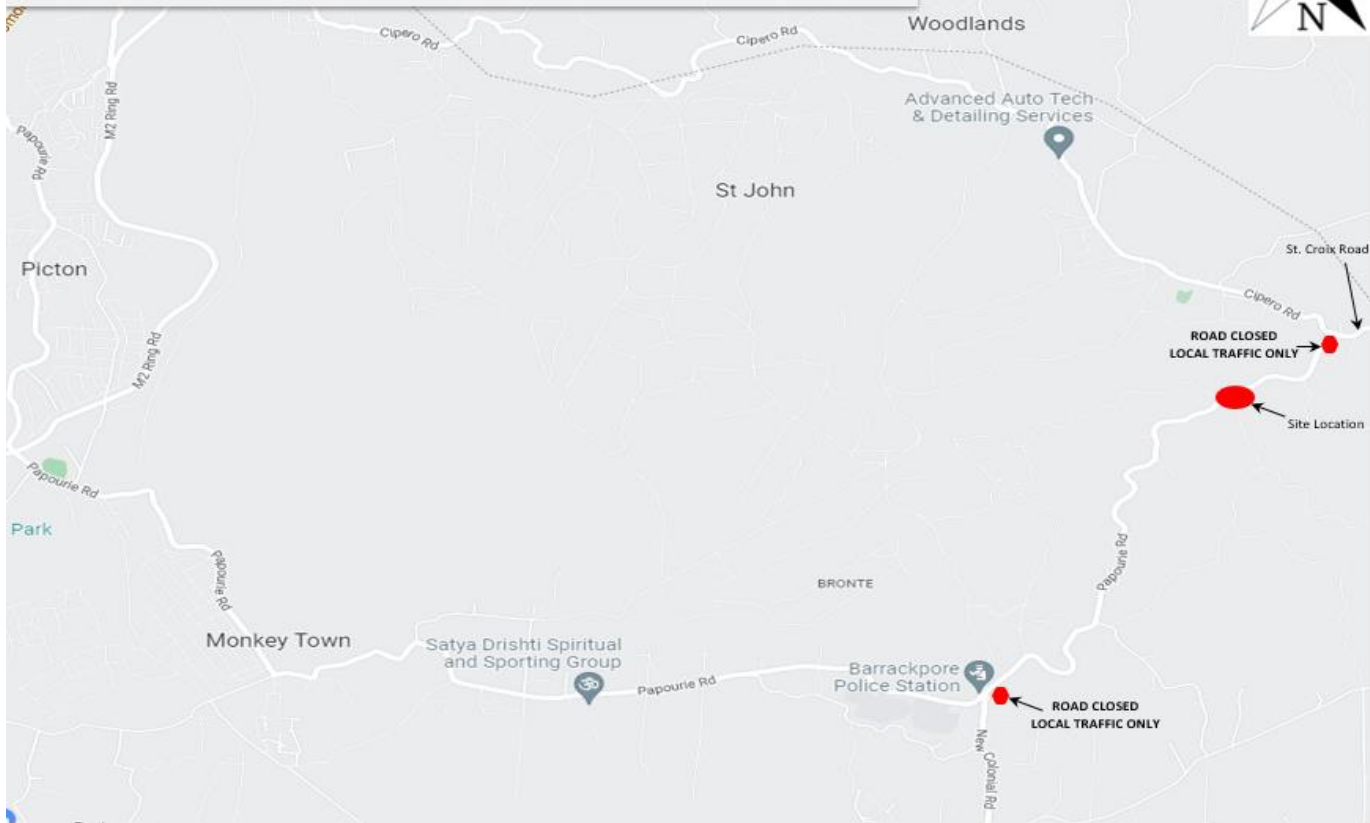 Woodlands
N
Cipero Rd
Cipero Rd
M2 Ring Rd
Papourie Rd
Advanced Auto Tech
& Detailing Services
St John
Picton
St. Croix Road
Cipero Rd
ROAD CLOSED
LOCAL TRAFFIC ONLY
M2 Ring Rd
Site Location
Papourie Rd
Park
Papourie Rd
Papourie Rd
BRONTE
Monkey Town
Satya Drishti Spiritual
and Sporting Group
Papourie Rd
Barrackpore
Police Station
ROAD CLOSED
LOCAL TRAFFIC ONLY
New Colonial Rd